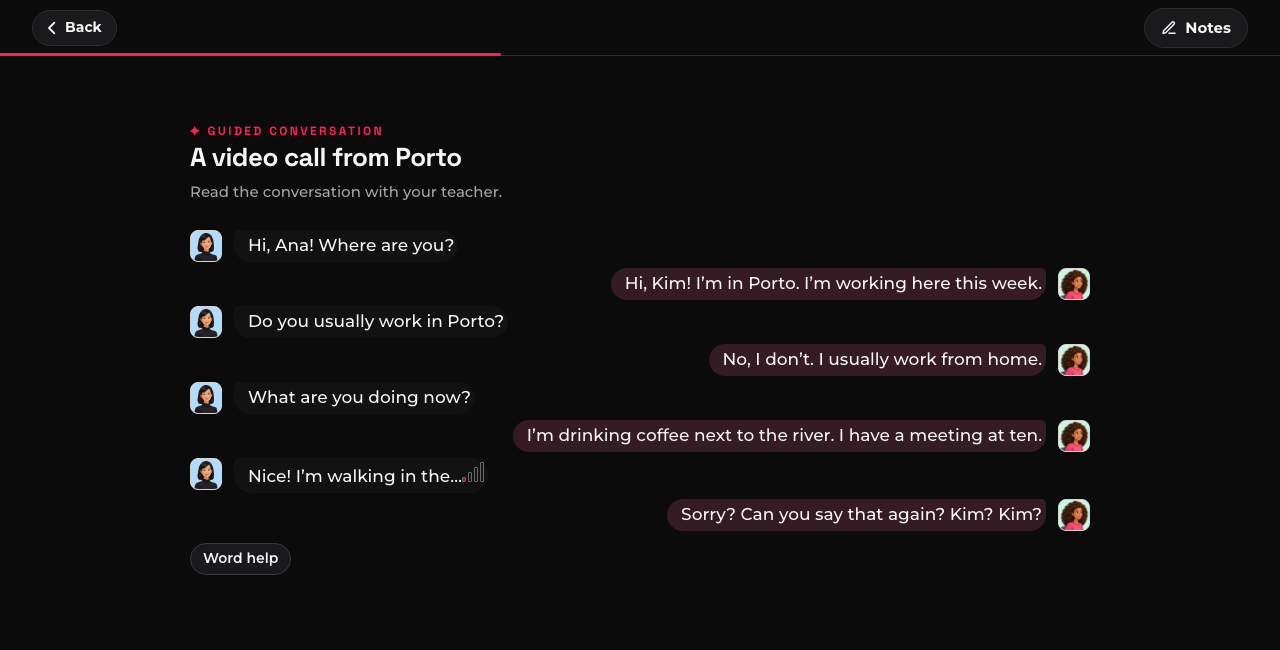 Back
Notes
GUIDED CONVERSATION
A video call from Porto
Read the conversation with your teacher.
Hi, Ana! Where are you?
Hi, Kim! I’m in Porto. I’m working here this week.
Do you usually work in Porto?
No, I don’t. I usually work from home.
What are you doing now?
I’m drinking coffee next to the river. I have a meeting at ten.
Nice! I’m walking in the...
Sorry? Can you say that again? Kim? Kim?
Word help